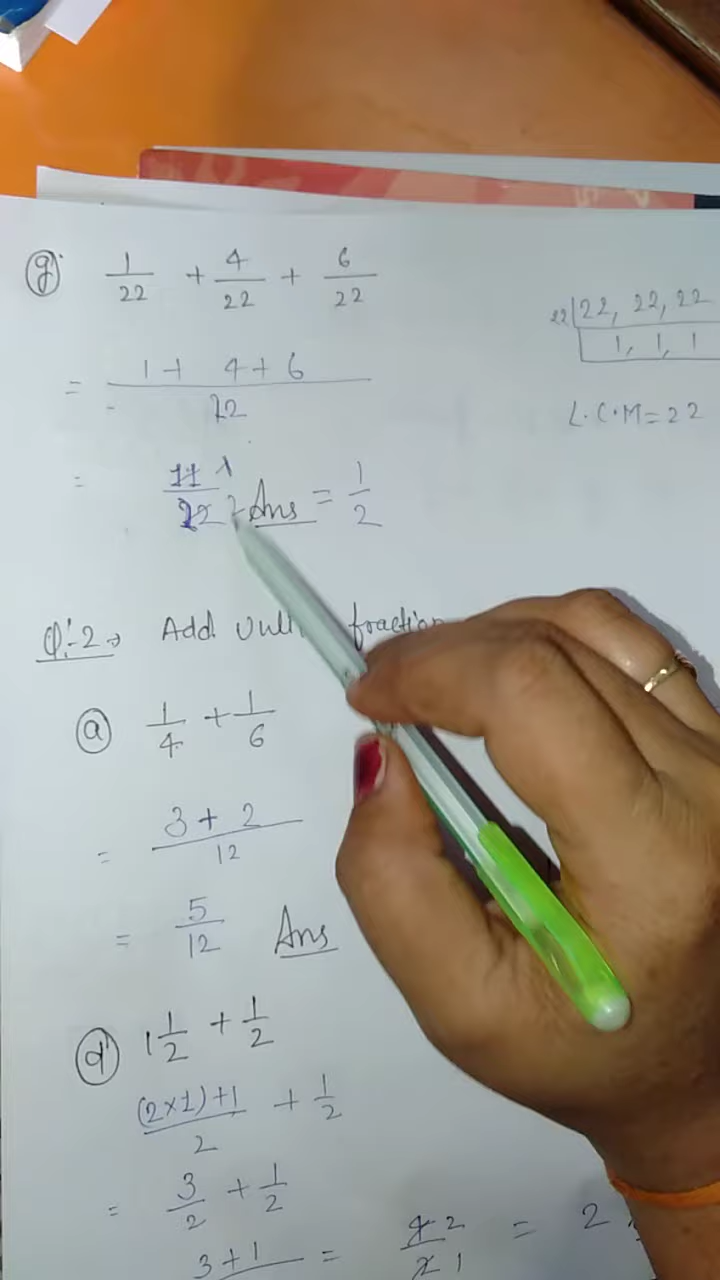 (g) 1/22 + 4/22 + 6/22
22 | 22, 22, 22
1, 1, 1
= 1 + 4 + 6 / 22
L.C.M = 22
= 11 1 / 22 2 Ans = 1/2
Q.-2→ Add fraction
(a) 1/4 + 1/6
= 3 + 2 / 12
= 5/12 Ans
(d) 1 1/2 + 1/2
(2×1)+1 / 2 + 1/2
= 3/2 + 1/2
3+1 = 4 2 / 2 1 = 2